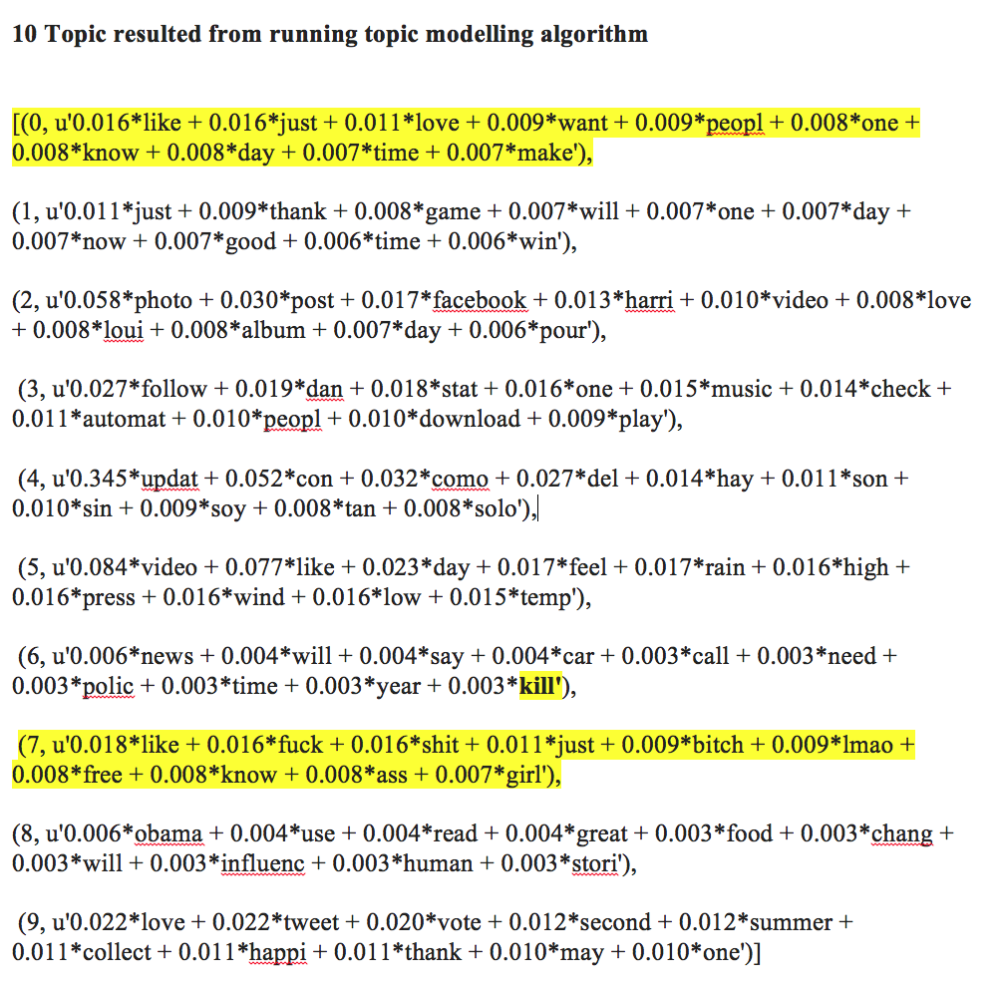 10 Topic resulted from running topic modelling algorithm
[(0, u'0.016*like + 0.016*just + 0.011*love + 0.009*want + 0.009*peopl + 0.008*one +
0.008*know + 0.008*day + 0.007*time + 0.007*make'),
(1, u'0.011*just + 0.009*thank + 0.008*game + 0.007*will + 0.007*one + 0.007*day +
0.007*now + 0.007*good + 0.006*time + 0.006*win'),
(2, u'0.058*photo + 0.030*post + 0.017*facebook + 0.013*harri + 0.010*video + 0.008*love
+ 0.008*loui + 0.008*album + 0.007*day + 0.006*pour'),
(3, u'0.027*follow + 0.019*dan + 0.018*stat + 0.016*one + 0.015*music + 0.014*check +
0.011*automat + 0.010*peopl + 0.010*download + 0.009*play'),
(4, u'0.345*updat + 0.052*con + 0.032*como + 0.027*del + 0.014*hay + 0.011*son +
0.010*sin + 0.009*soy + 0.008*tan + 0.008*solo'),
(5, u'0.084*video + 0.077*like + 0.023*day + 0.017*feel + 0.017*rain + 0.016*high +
0.016*press + 0.016*wind + 0.016*low + 0.015*temp'),
(6, u'0.006*news + 0.004*will + 0.004*say + 0.004*car + 0.003*call + 0.003*need +
0.003*polic + 0.003*time + 0.003*year + 0.003*kill'),
(7, u'0.018*like + 0.016*fuck + 0.016*shit + 0.011*just + 0.009*bitch + 0.009*lmao +
0.008*free + 0.008*know + 0.008*ass + 0.007*girl'),
(8, u'0.006*obama + 0.004*use + 0.004*read + 0.004*great + 0.003*food + 0.003*chang +
0.003*will + 0.003*influenc + 0.003*human + 0.003*stori'),
(9, u'0.022*love + 0.022*tweet + 0.020*vote + 0.012*second + 0.012*summer +
0.011*collect + 0.011*happi + 0.011*thank + 0.010*may + 0.010*one')]